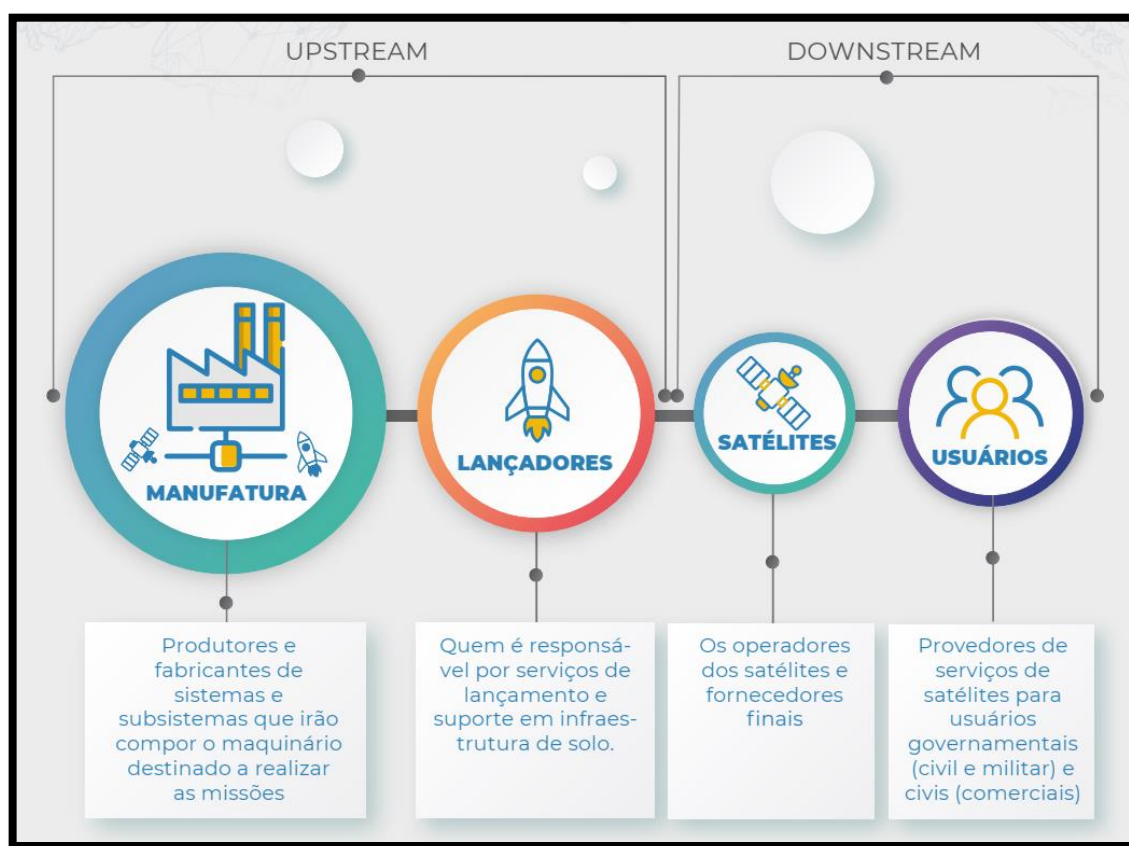 UPSTREAM
DOWNSTREAM
MANUFATURA
LANÇADORES
SATÉLITES
USUÁRIOS
Produtores e
fabricantes de
sistemas e
subsistemas que irão
compor o maquinário
destinado a realizar
as missões
Quem é responsá-
vel por serviços de
lançamento e
suporte em infraes-
trutura de solo.
Os operadores
dos satélites e
fornecedores
finais
Provedores de
serviços de
satélites para
usuários
governamentais
(civil e militar) e
civis (comerciais)